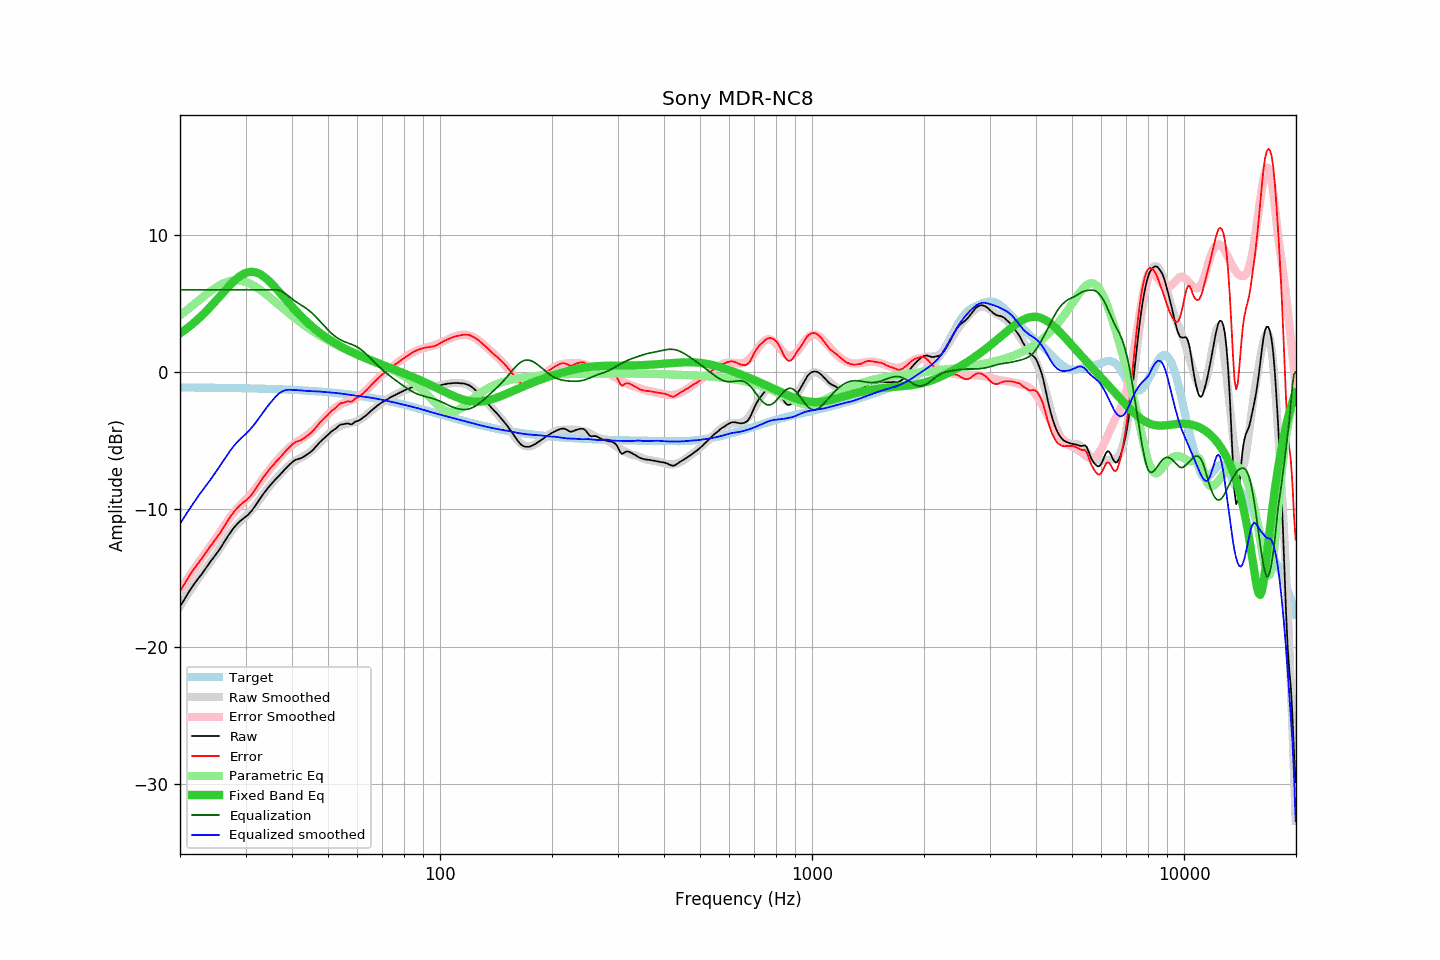 Sony MDR-NC8
Amplitude (dBr)
10
0
−10
−20
−30
Target
Raw Smoothed
Error Smoothed
Raw
Error
Parametric Eq
Fixed Band Eq
Equalization
Equalized smoothed
100
1000
10000
Frequency (Hz)